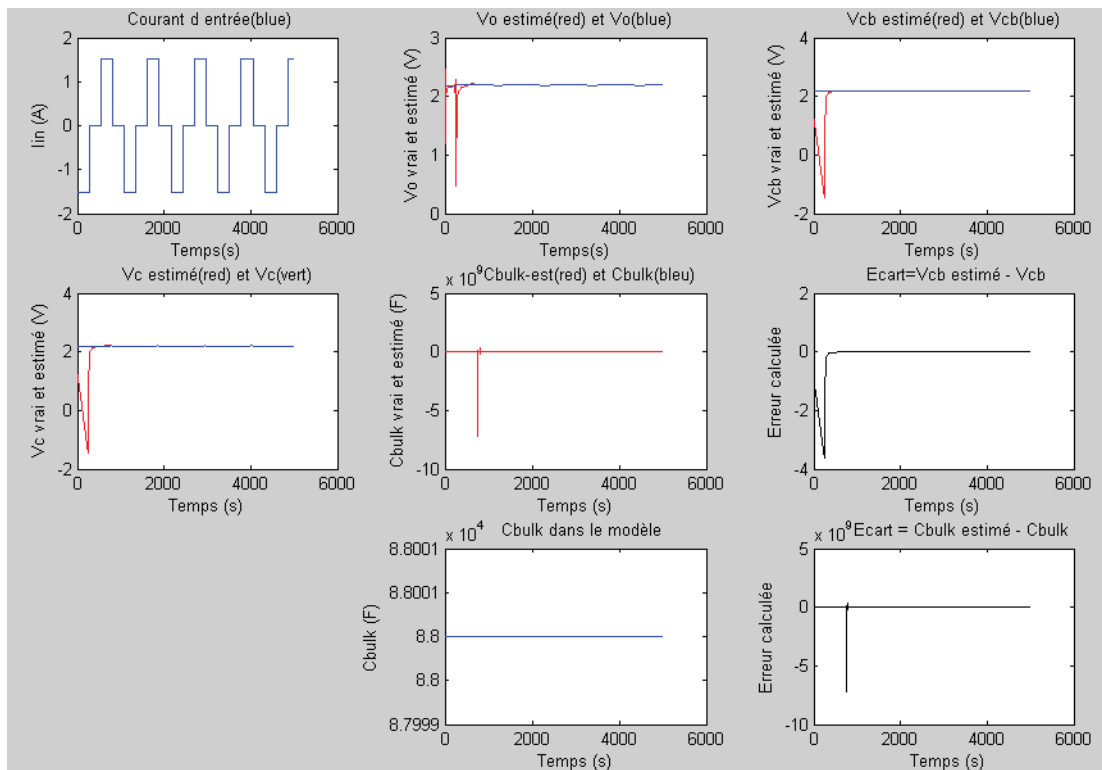 Courant d entrée(blue)
2
1
0
-1
-2
Iin (A)
0 2000 4000 6000
Temps(s)
Vo estimé(red) et Vo(blue)
3
2
1
0
Vo vrai et estimé (V)
0 2000 4000 6000
Temps (s)
Vcb estimé(red) et Vcb(blue)
4
2
0
-2
Vcb vrai et estimé (V)
0 2000 4000 6000
Temps (s)
Vc estimé(red) et Vc(vert)
4
2
0
-2
Vc vrai et estimé (V)
0 2000 4000 6000
Temps (s)
x 10^9 Cbulk-est(red) et Cbulk(bleu)
5
0
-5
-10
Cbulk vrai et estimé (F)
0 2000 4000 6000
Temps (s)
Ecart=Vcb estimé - Vcb
0
-2
-4
Erreur calculée
0 2000 4000 6000
Temps (s)
x 10^4 Cbulk dans le modèle
8.8001
8.8001
8.8
8.8
8.7999
Cbulk (F)
0 2000 4000 6000
Temps (s)
x 10^9 Ecart = Cbulk estimé - Cbulk
5
0
-5
-10
Erreur calculée
0 2000 4000 6000
Temps (s)